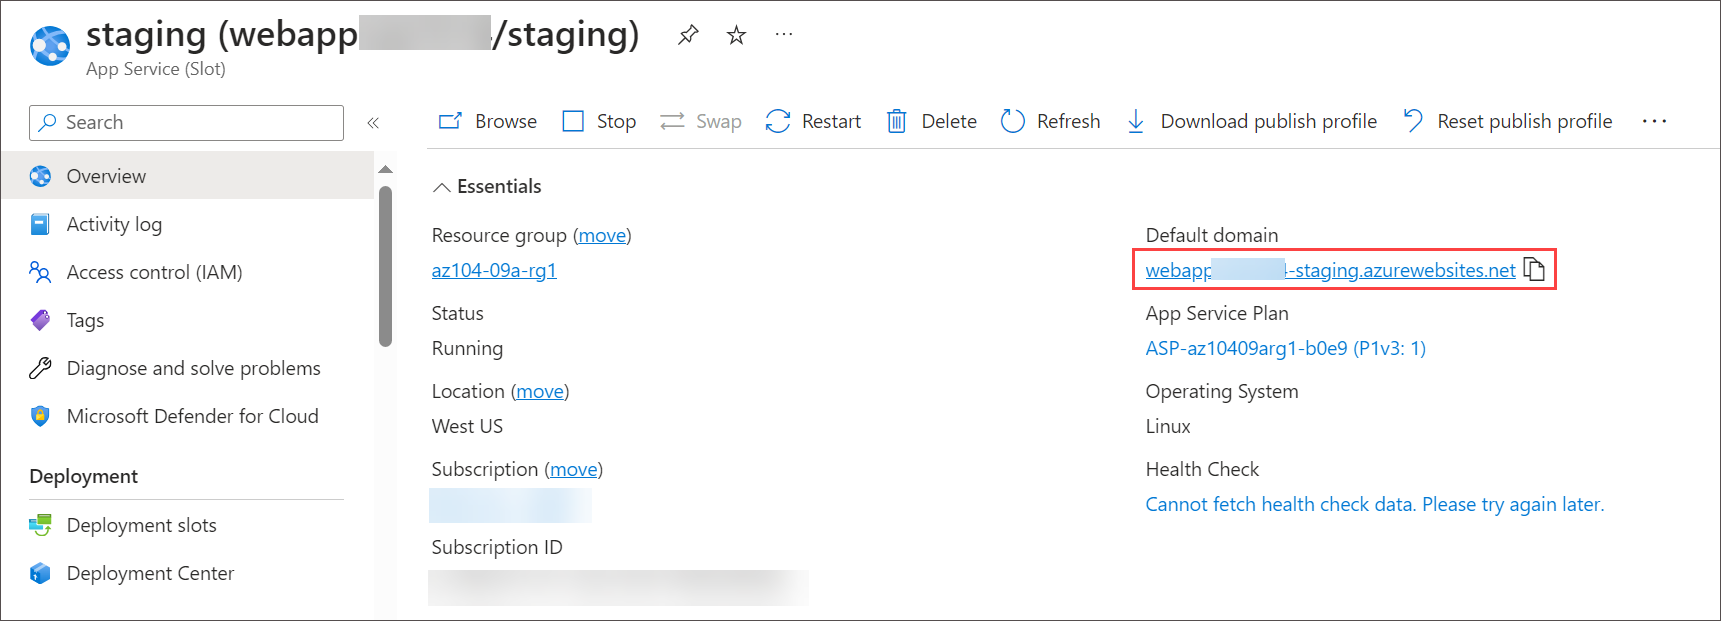 staging (webapp /staging)
App Service (Slot)
Search
«
Browse
Stop
Swap
Restart
Delete
Refresh
Download publish profile
Reset publish profile
Overview
Activity log
Access control (IAM)
Tags
Diagnose and solve problems
Microsoft Defender for Cloud
Deployment
Deployment slots
Deployment Center
Essentials
Resource group (move)
az104-09a-rg1
Status
Running
Location (move)
West US
Subscription (move)
Subscription ID
Default domain
webapp -staging.azurewebsites.net
App Service Plan
ASP-az10409arg1-b0e9 (P1v3: 1)
Operating System
Linux
Health Check
Cannot fetch health check data. Please try again later.